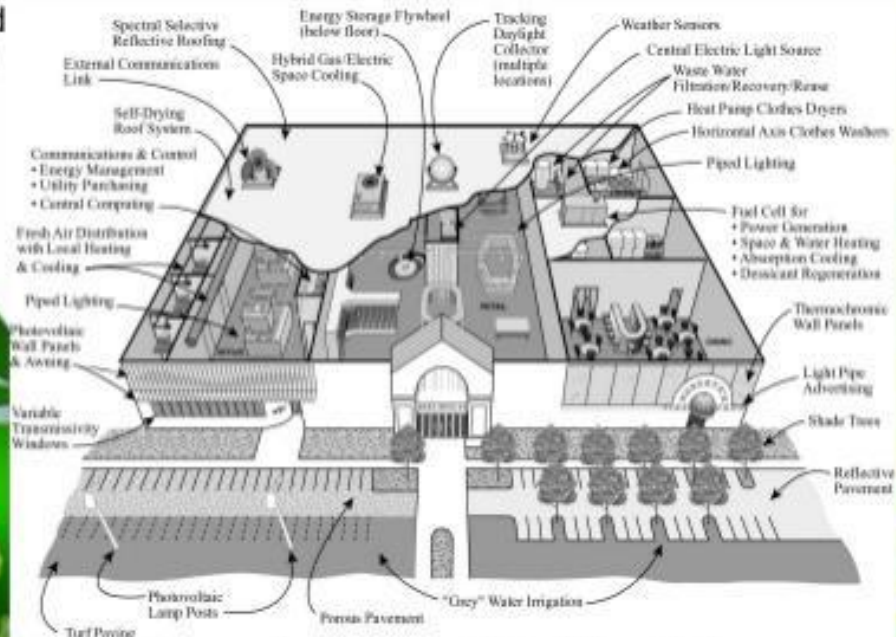 Spectral Selective
Reflective Roofing
Energy Storage Flywheel
(below floor)
Tracking
Daylight
Collector
(multiple
locations)
Weather Sensors
Central Electric Light Source
External Communications
Link
Hybrid Gas/Electric
Space Cooling
Waste Water
Filtration/Recovery/Reuse
Heat Pump Clothes Dryers
Horizontal Axis Clothes Washers
Self-Drying
Roof System
Piped Lighting
Communications & Control
• Energy Management
• Utility Purchasing
• Central Computing
Fuel Cell for
• Power Generation
• Space & Water Heating
• Absorption Cooling
• Dessicant Regeneration
Fresh Air Distribution
with Local Heating
& Cooling
Piped Lighting
RETAIL
Thermochromic
Wall Panels
Photovoltaic
Wall Panels
& Awning
Light Pipe
Advertising
Variable
Transmissivity
Windows
Shade Trees
Reflective
Pavement
Photovoltaic
Lamp Posts
"Grey" Water Irrigation
Porous Pavement
Turf Paving